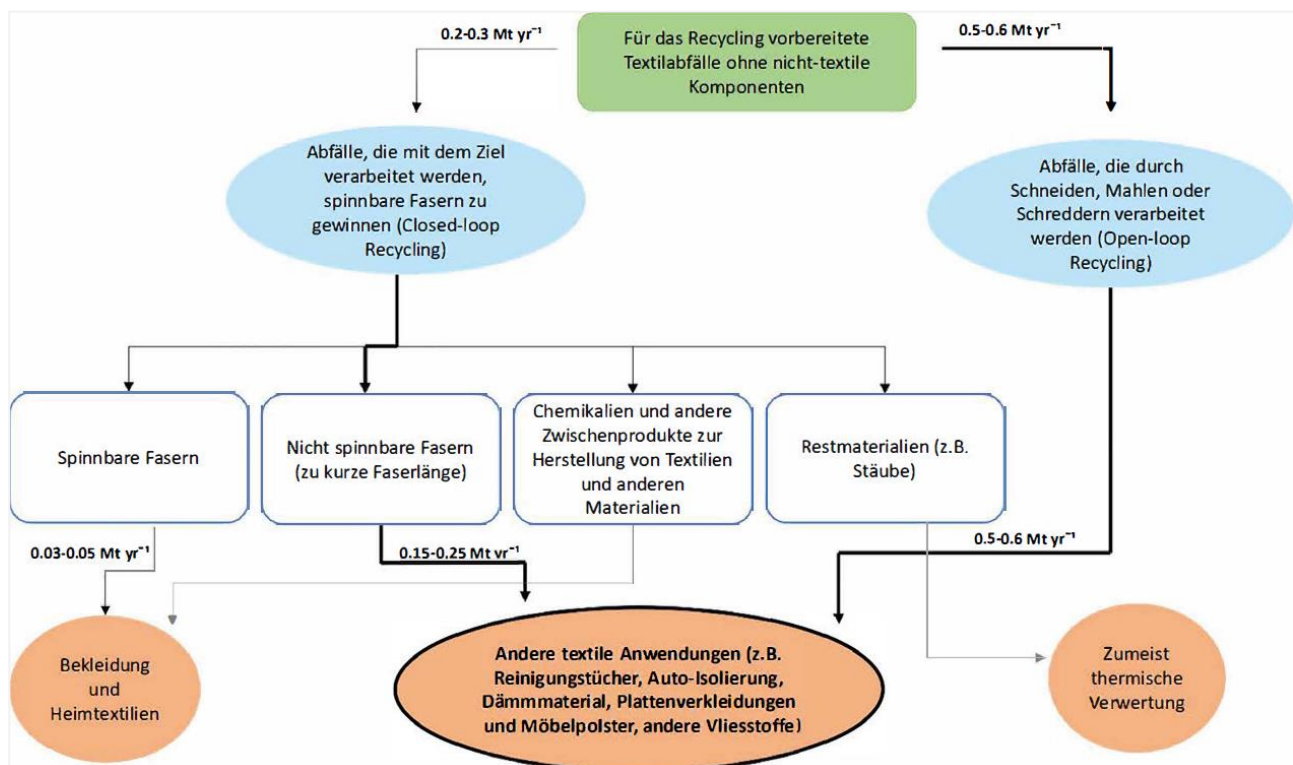 0.2-0.3 Mt yr⁻¹
Für das Recycling vorbereitete
Textilabfälle ohne nicht-textile
Komponenten
0.5-0.6 Mt yr⁻¹
Abfälle, die mit dem Ziel
verarbeitet werden,
spinnbare Fasern zu
gewinnen (Closed-loop
Recycling)
Abfälle, die durch
Schneiden, Mahlen oder
Schreddern verarbeitet
werden (Open-loop
Recycling)
Spinnbare Fasern
Nicht spinnbare Fasern
(zu kurze Faserlänge)
Chemikalien und andere
Zwischenprodukte zur
Herstellung von Textilien
und anderen
Materialien
Restmaterialien (z.B.
Stäube)
0.03-0.05 Mt yr⁻¹
0.15-0.25 Mt vr⁻¹
0.5-0.6 Mt yr⁻¹
Bekleidung
und
Heimtextilien
Andere textile Anwendungen (z.B.
Reinigungstücher, Auto-Isolierung,
Dämmmaterial, Plattenverkleidungen
und Möbelpolster, andere Vliesstoffe)
Zumeist
thermische
Verwertung